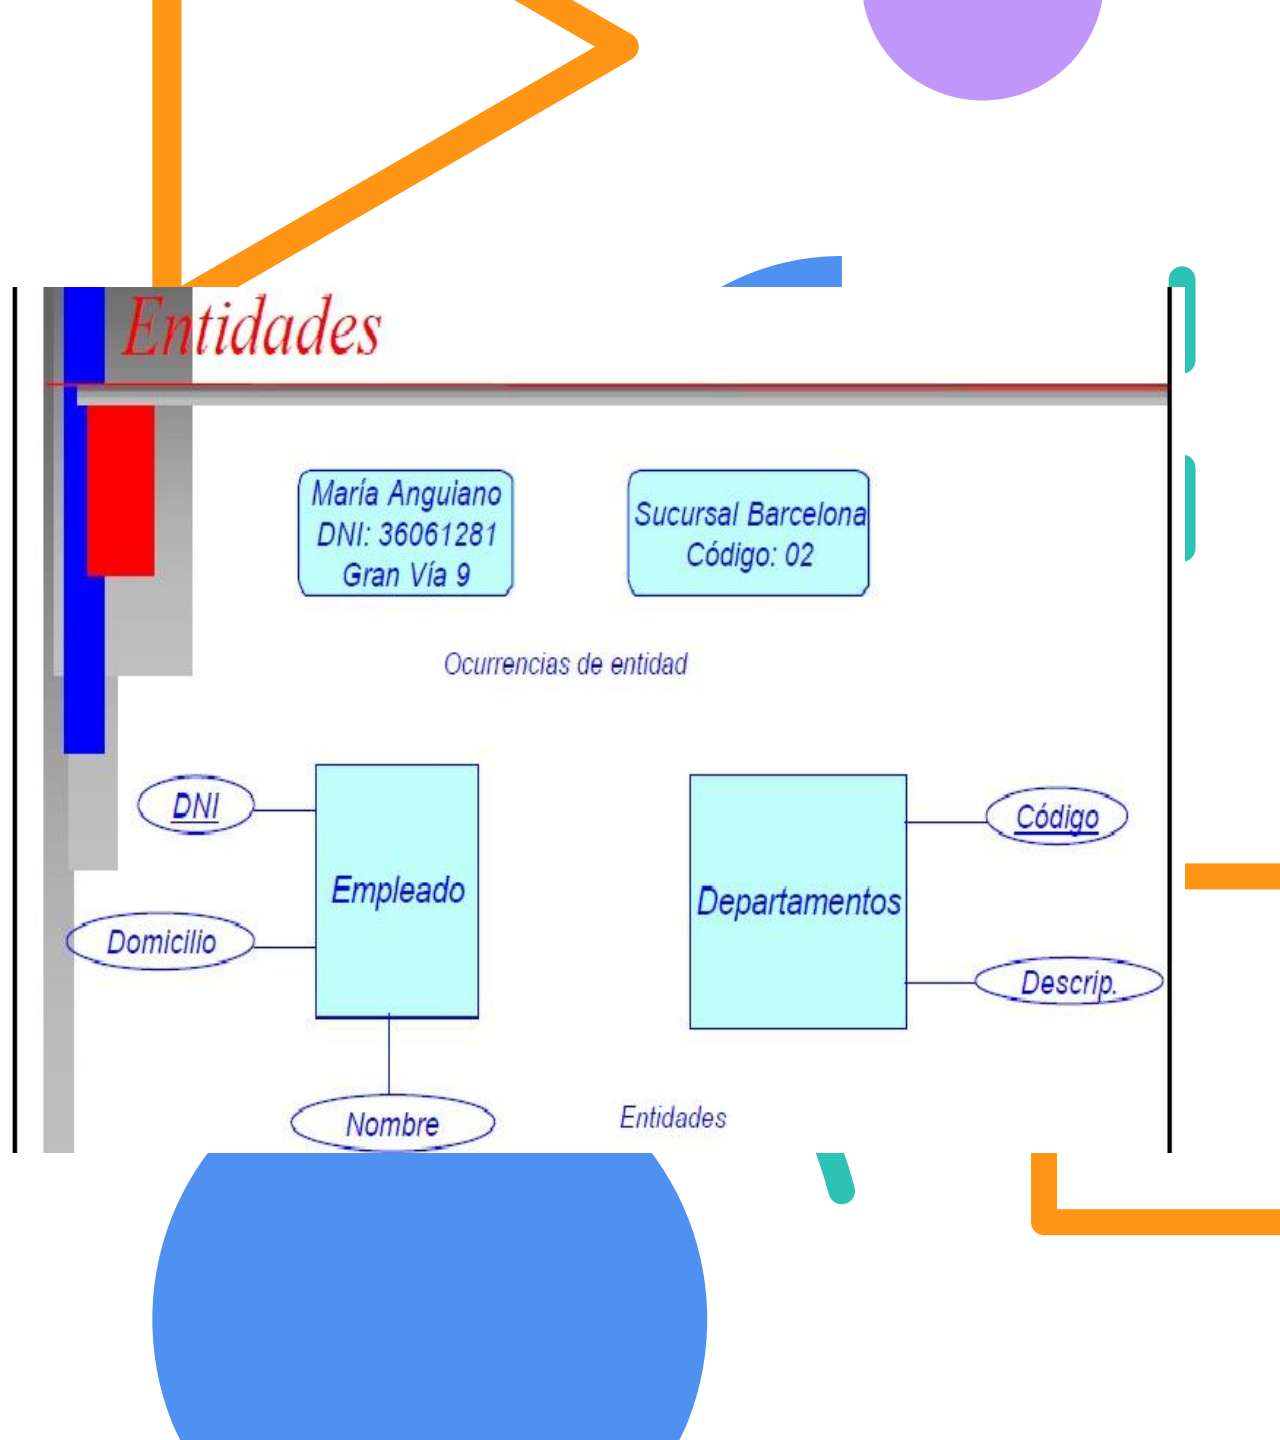 Entidades
María Anguiano
DNI: 36061281
Gran Vía 9
Sucursal Barcelona
Código: 02
Ocurrencias de entidad
DNI
Domicilio
Empleado
Nombre
Departamentos
Código
Descrip.
Entidades